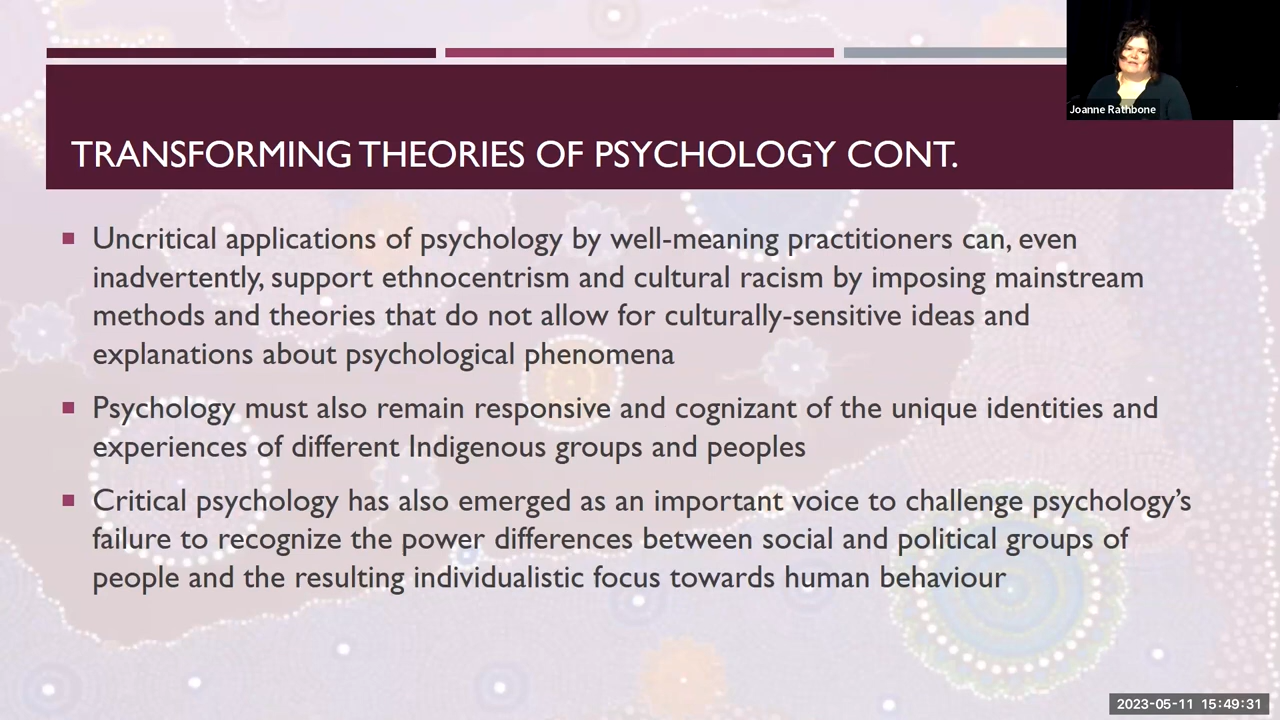 Joanne Rathbone
TRANSFORMING THEORIES OF PSYCHOLOGY CONT.
Uncritical applications of psychology by well-meaning practitioners can, even
inadvertently, support ethnocentrism and cultural racism by imposing mainstream
methods and theories that do not allow for culturally-sensitive ideas and
explanations about psychological phenomena
Psychology must also remain responsive and cognizant of the unique identities and
experiences of different Indigenous groups and peoples
Critical psychology has also emerged as an important voice to challenge psychology’s
failure to recognize the power differences between social and political groups of
people and the resulting individualistic focus towards human behaviour
2023-05-11 15:49:31